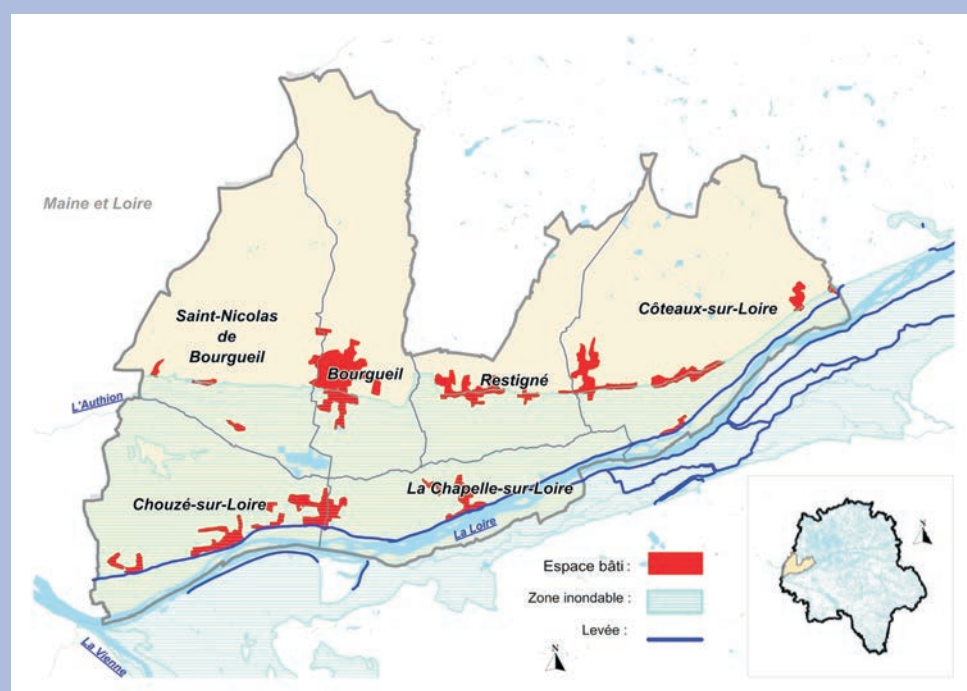 Maine et Loire
Saint-Nicolas
de
Bourgueil
Bourgueil
Restigné
Côteaux-sur-Loire
L'Authion
Chouzé-sur-Loire
La Chapelle-sur-Loire
La Loire
La Vienne
Espace bâti :
Zone inondable :
Levée :
N
N